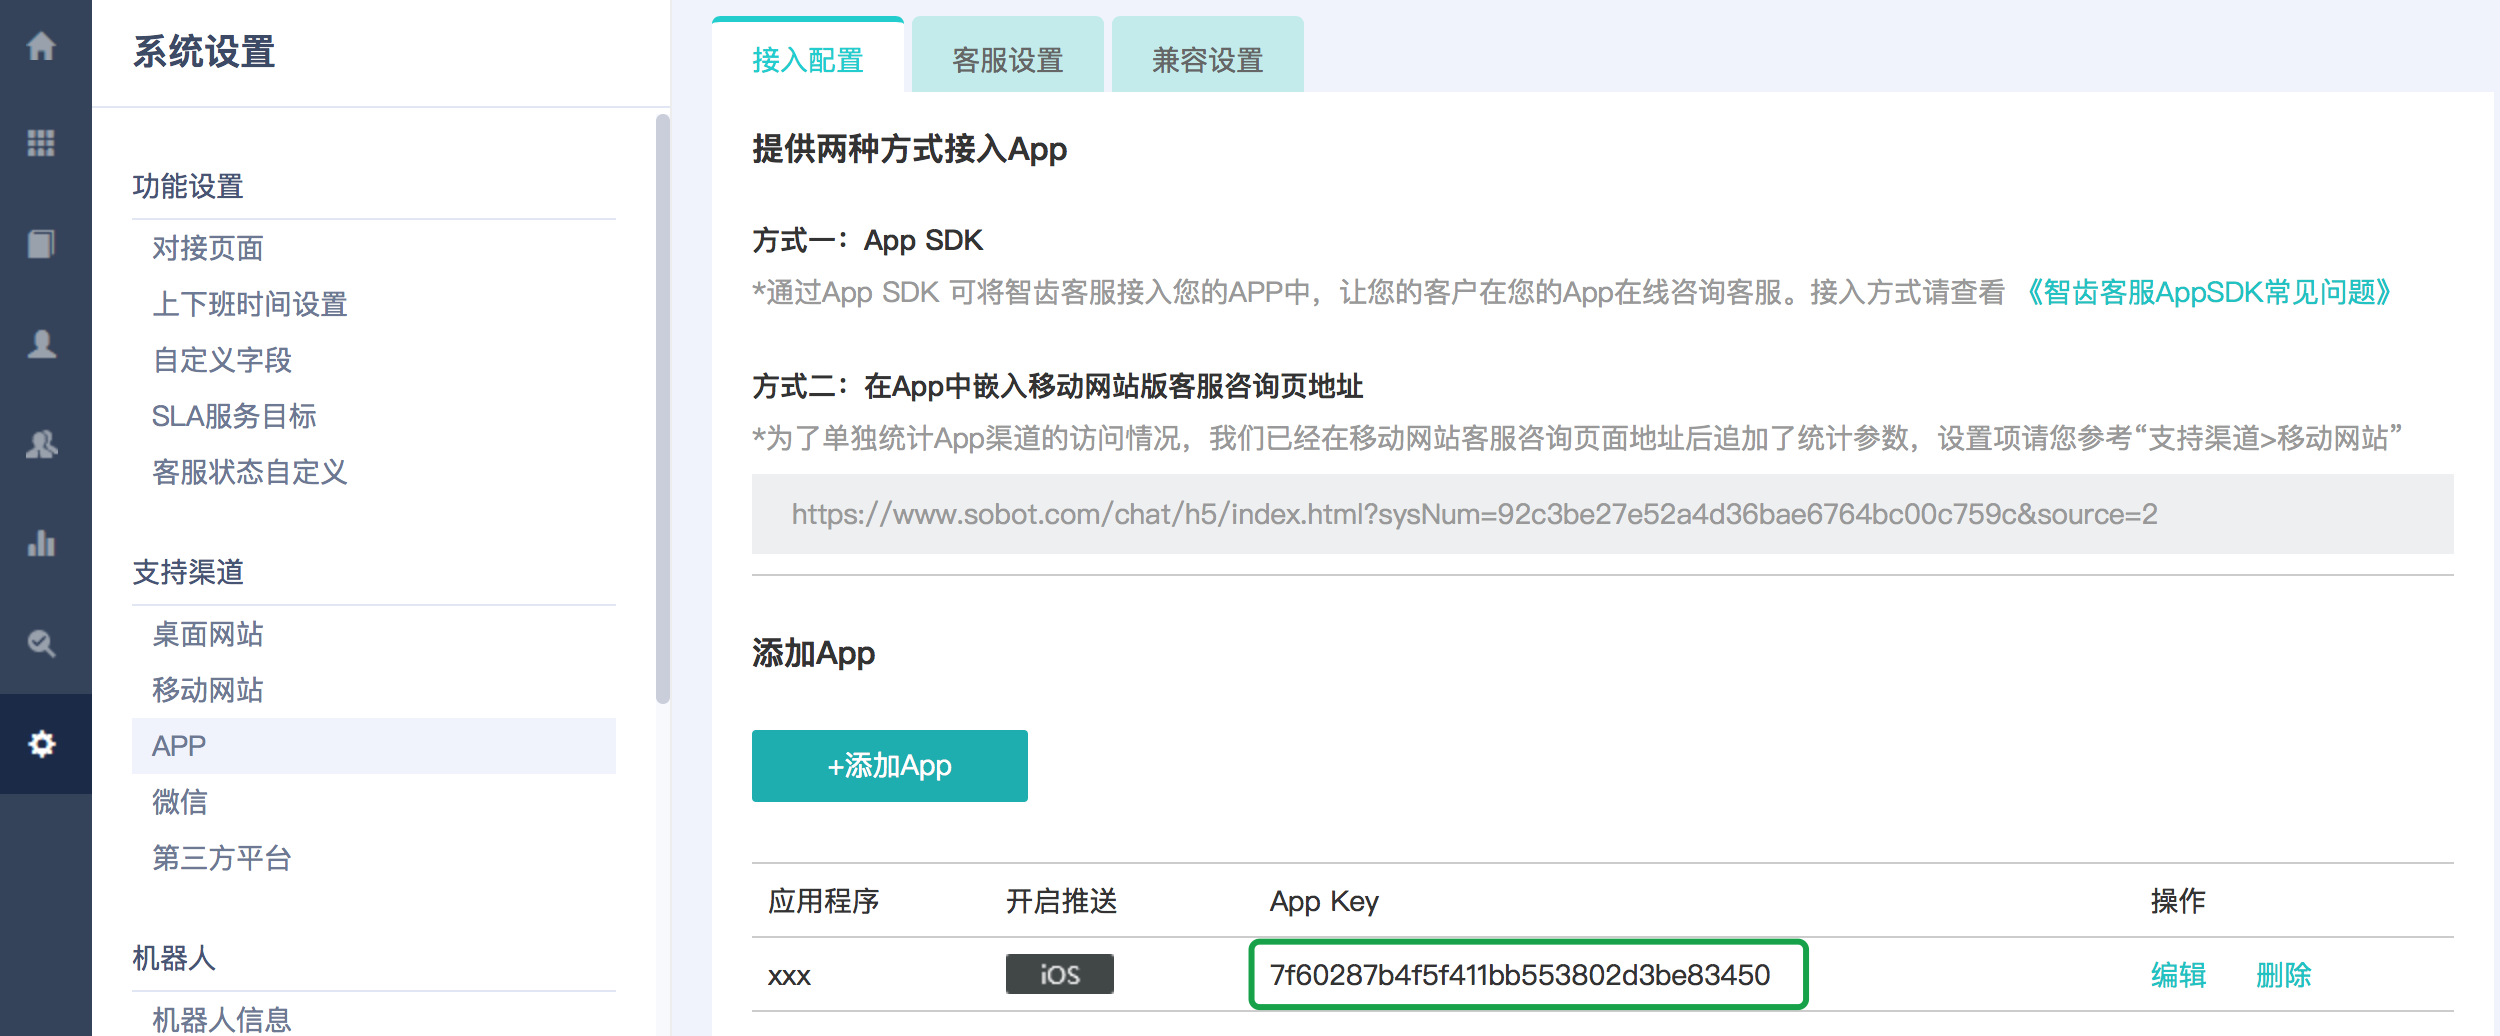 系统设置
功能设置
对接页面
上下班时间设置
自定义字段
SLA服务目标
客服状态自定义
支持渠道
桌面网站
移动网站
APP
微信
第三方平台
机器人
机器人信息
接入配置 客服设置 兼容设置
提供两种方式接入App
方式一：App SDK
*通过App SDK 可将智齿客服接入您的APP中，让您的客户在您的App在线咨询客服。接入方式请查看 《智齿客服AppSDK常见问题》
方式二：在App中嵌入移动网站版客服咨询页地址
*为了单独统计App渠道的访问情况，我们已经在移动网站客服咨询页面地址后追加了统计参数，设置项请您参考“支持渠道>移动网站”
https://www.sobot.com/chat/h5/index.html?sysNum=92c3be27e52a4d36bae6764bc00c759c&source=2
添加App
+添加App
应用程序 开启推送 App Key 操作
xxx iOS 7f60287b4f5f411bb553802d3be83450 编辑 删除